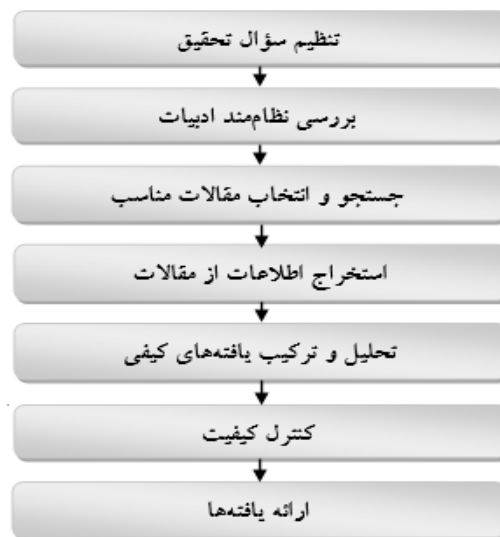 تنظیم سؤال تحقیق
بررسی نظام‌مند ادبیات
جستجو و انتخاب مقالات مناسب
استخراج اطلاعات از مقالات
تحلیل و ترکیب یافته‌های کیفی
کنترل کیفیت
ارائه یافته‌ها